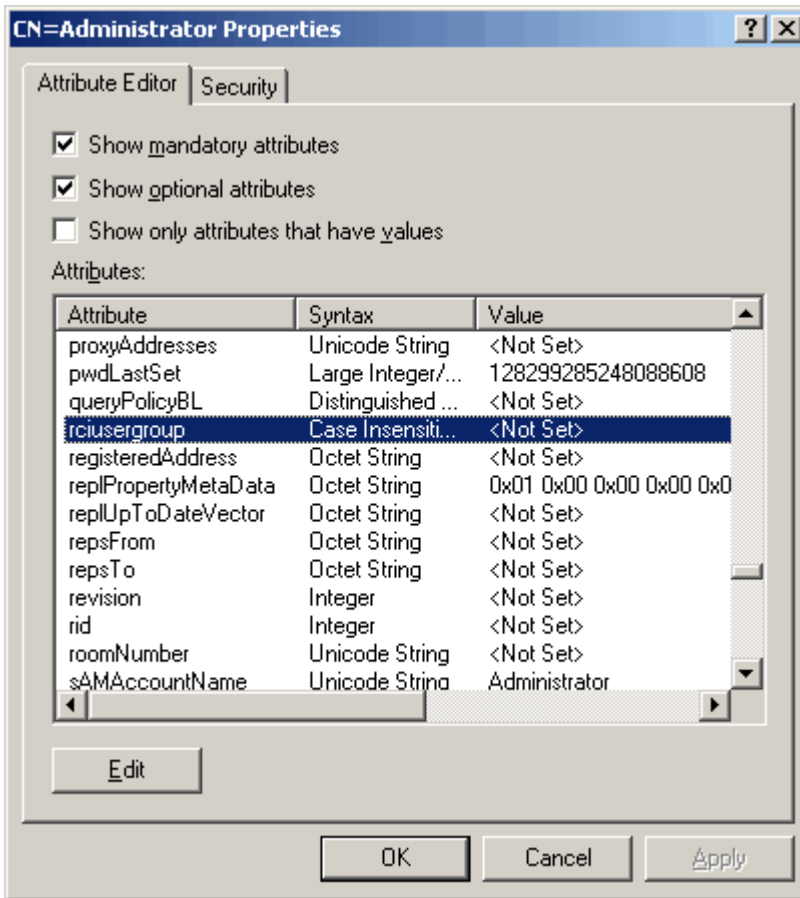 CN=Administrator Properties
Attribute Editor Security
Show mandatory attributes
Show optional attributes
Show only attributes that have values
Attributes:
Attribute Syntax Value
proxyAddresses Unicode String <Not Set>
pwdLastSet Large Integer/... 128299285248088608
queryPolicyBL Distinguished ... <Not Set>
rciusergroup Case Insensiti... <Not Set>
registeredAddress Octet String <Not Set>
replPropertyMetaData Octet String 0x01 0x00 0x00 0x00 0x0
replUpToDateVector Octet String <Not Set>
repsFrom Octet String <Not Set>
repsTo Octet String <Not Set>
revision Integer <Not Set>
rid Integer <Not Set>
roomNumber Unicode String <Not Set>
sAMAccountName Unicode String Administrator
Edit
OK Cancel Apply